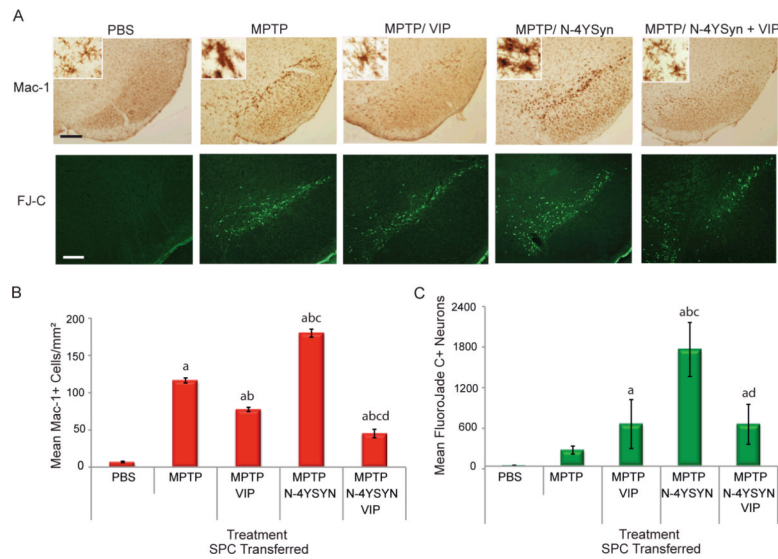 A
PBS MPTP MPTP/ VIP MPTP/ N-4YSyn MPTP/ N-4YSyn + VIP
Mac-1
FJ-C
B
Mean Mac-1+ Cells/mm²
200
150
100
50
0
a
ab
abc
abcd
PBS MPTP MPTP MPTP MPTP
VIP N-4YSYN N-4YSYN
VIP
Treatment
SPC Transferred
C
Mean FluoroJade C+ Neurons
2400
1800
1200
600
0
a
abc
ad
PBS MPTP MPTP MPTP MPTP
VIP N-4YSYN N-4YSYN
VIP
Treatment
SPC Transferred